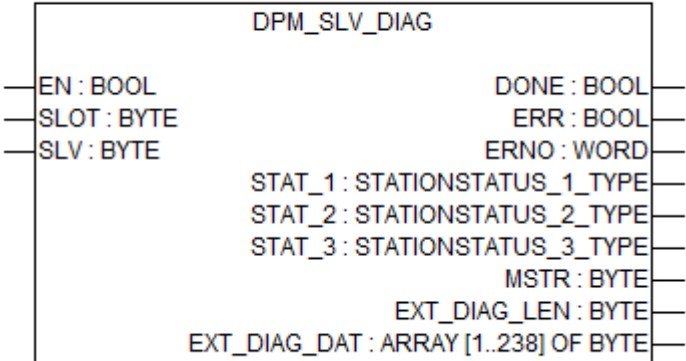 DPM_SLV_DIAG
EN : BOOL DONE : BOOL
SLOT : BYTE ERR : BOOL
SLV : BYTE ERNO : WORD
STAT_1 : STATIONSTATUS_1_TYPE
STAT_2 : STATIONSTATUS_2_TYPE
STAT_3 : STATIONSTATUS_3_TYPE
MSTR : BYTE
EXT_DIAG_LEN : BYTE
EXT_DIAG_DAT : ARRAY [1..238] OF BYTE